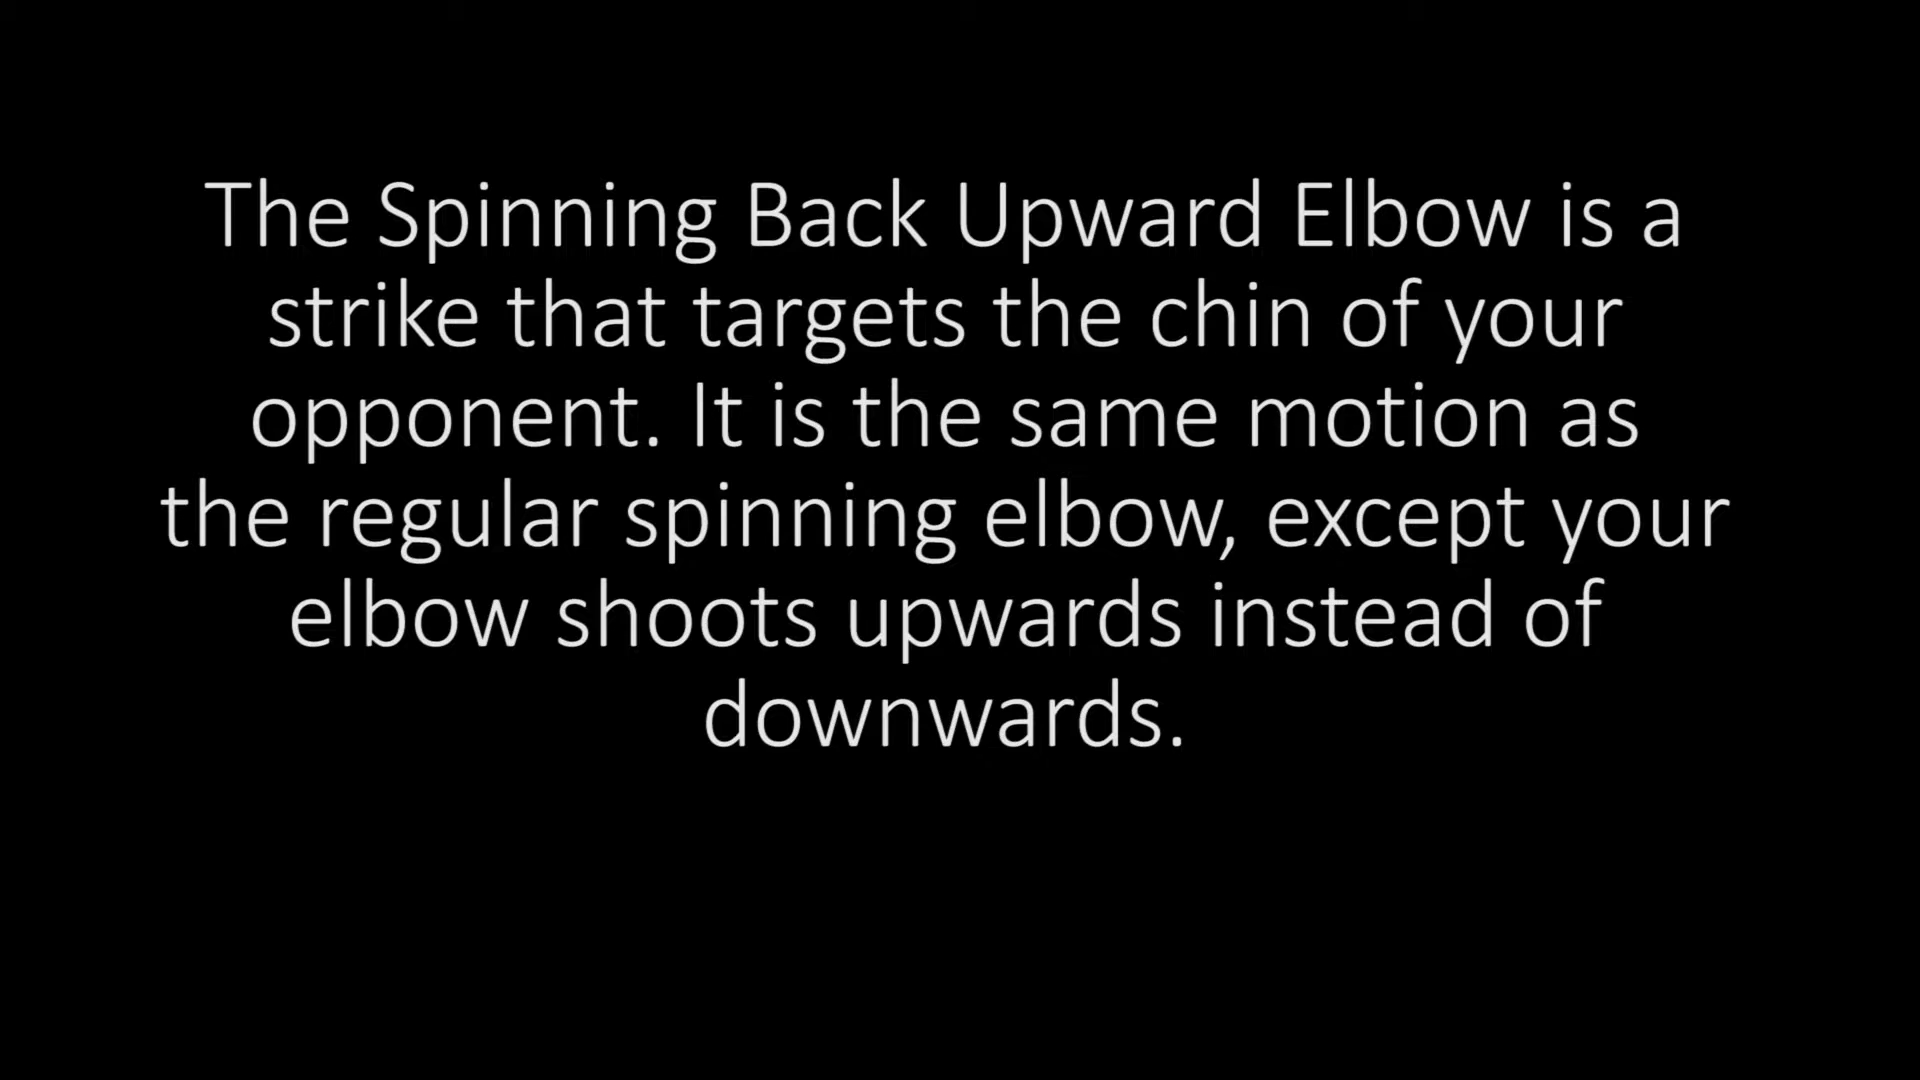 The Spinning Back Upward Elbow is a
strike that targets the chin of your
opponent. It is the same motion as
the regular spinning elbow, except your
elbow shoots upwards instead of
downwards.